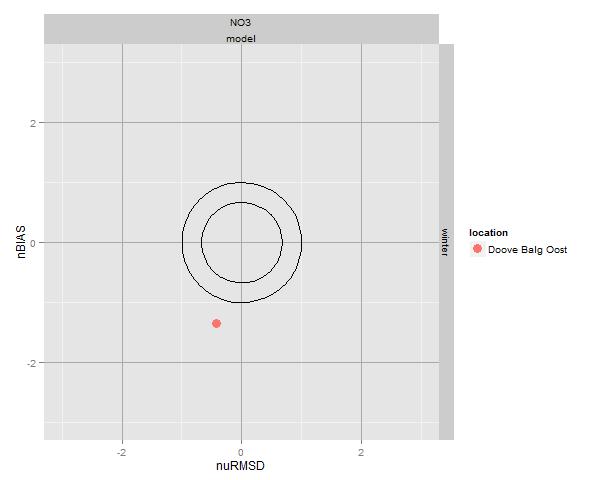 NO3
model
nBIAS
2
0
-2
-2
0
2
nuRMSD
winter
location
Doove Balg Oost